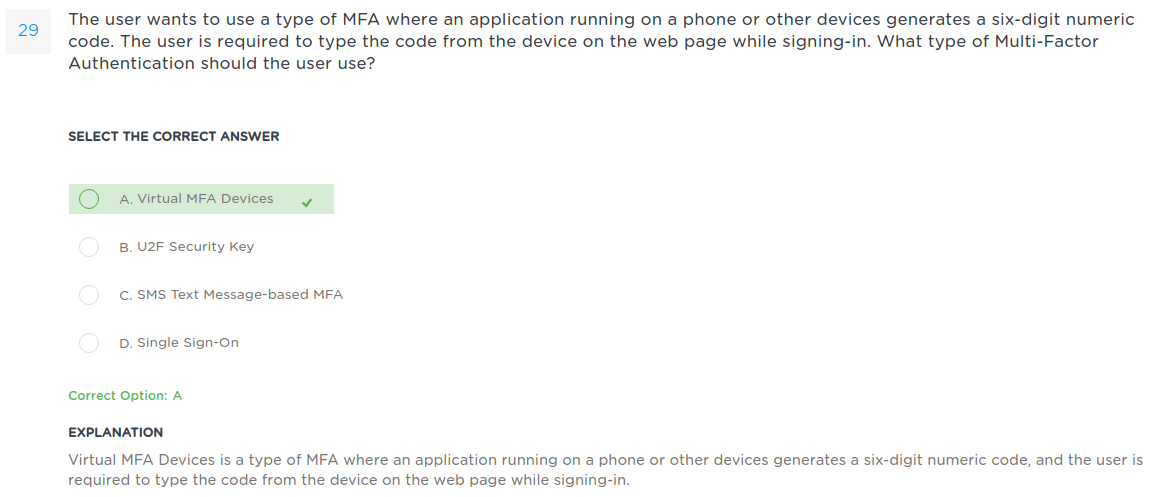 29
The user wants to use a type of MFA where an application running on a phone or other devices generates a six-digit numeric
code. The user is required to type the code from the device on the web page while signing-in. What type of Multi-Factor
Authentication should the user use?
SELECT THE CORRECT ANSWER
A. Virtual MFA Devices
B. U2F Security Key
C. SMS Text Message-based MFA
D. Single Sign-On
Correct Option: A
EXPLANATION
Virtual MFA Devices is a type of MFA where an application running on a phone or other devices generates a six-digit numeric code, and the user is
required to type the code from the device on the web page while signing-in.